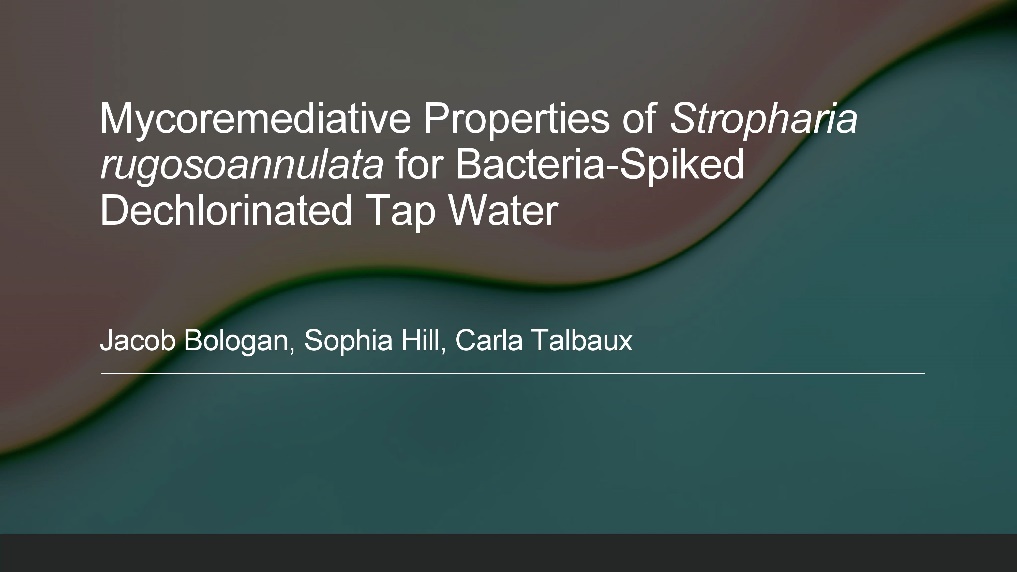 Mycoremediative Properties of Stropharia
rugosoannulata for Bacteria-Spiked
Dechlorinated Tap Water
Jacob Bologan, Sophia Hill, Carla Talbaux